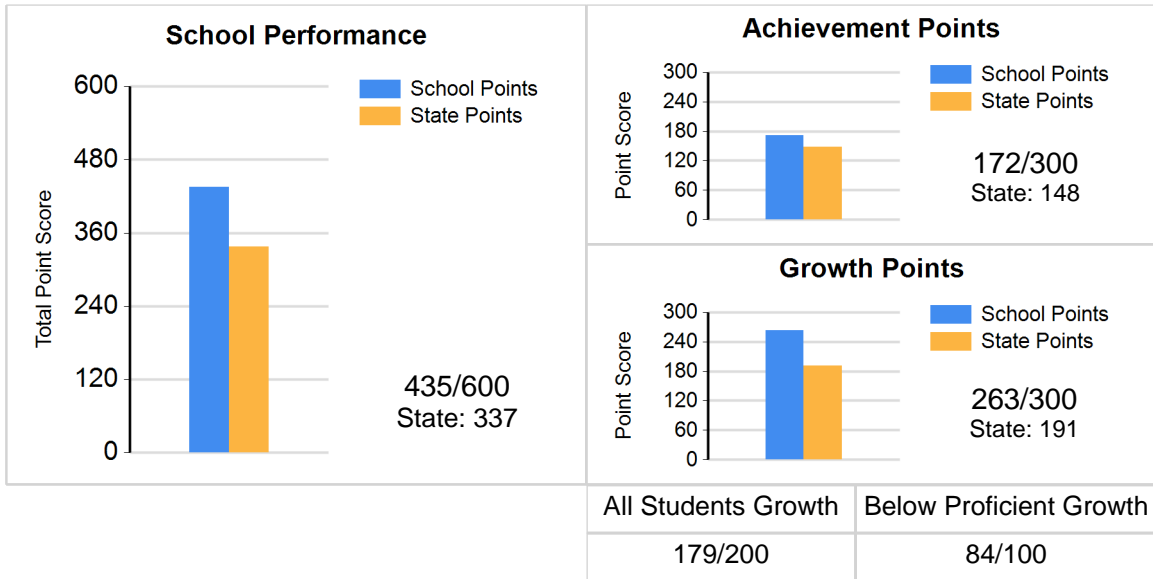 School Performance
Total Point Score
600
480
360
240
120
0
School Points
State Points
435/600
State: 337
Achievement Points
Point Score
300
240
180
120
60
0
School Points
State Points
172/300
State: 148
Growth Points
Point Score
300
240
180
120
60
0
School Points
State Points
263/300
State: 191
All Students Growth Below Proficient Growth
179/200 84/100